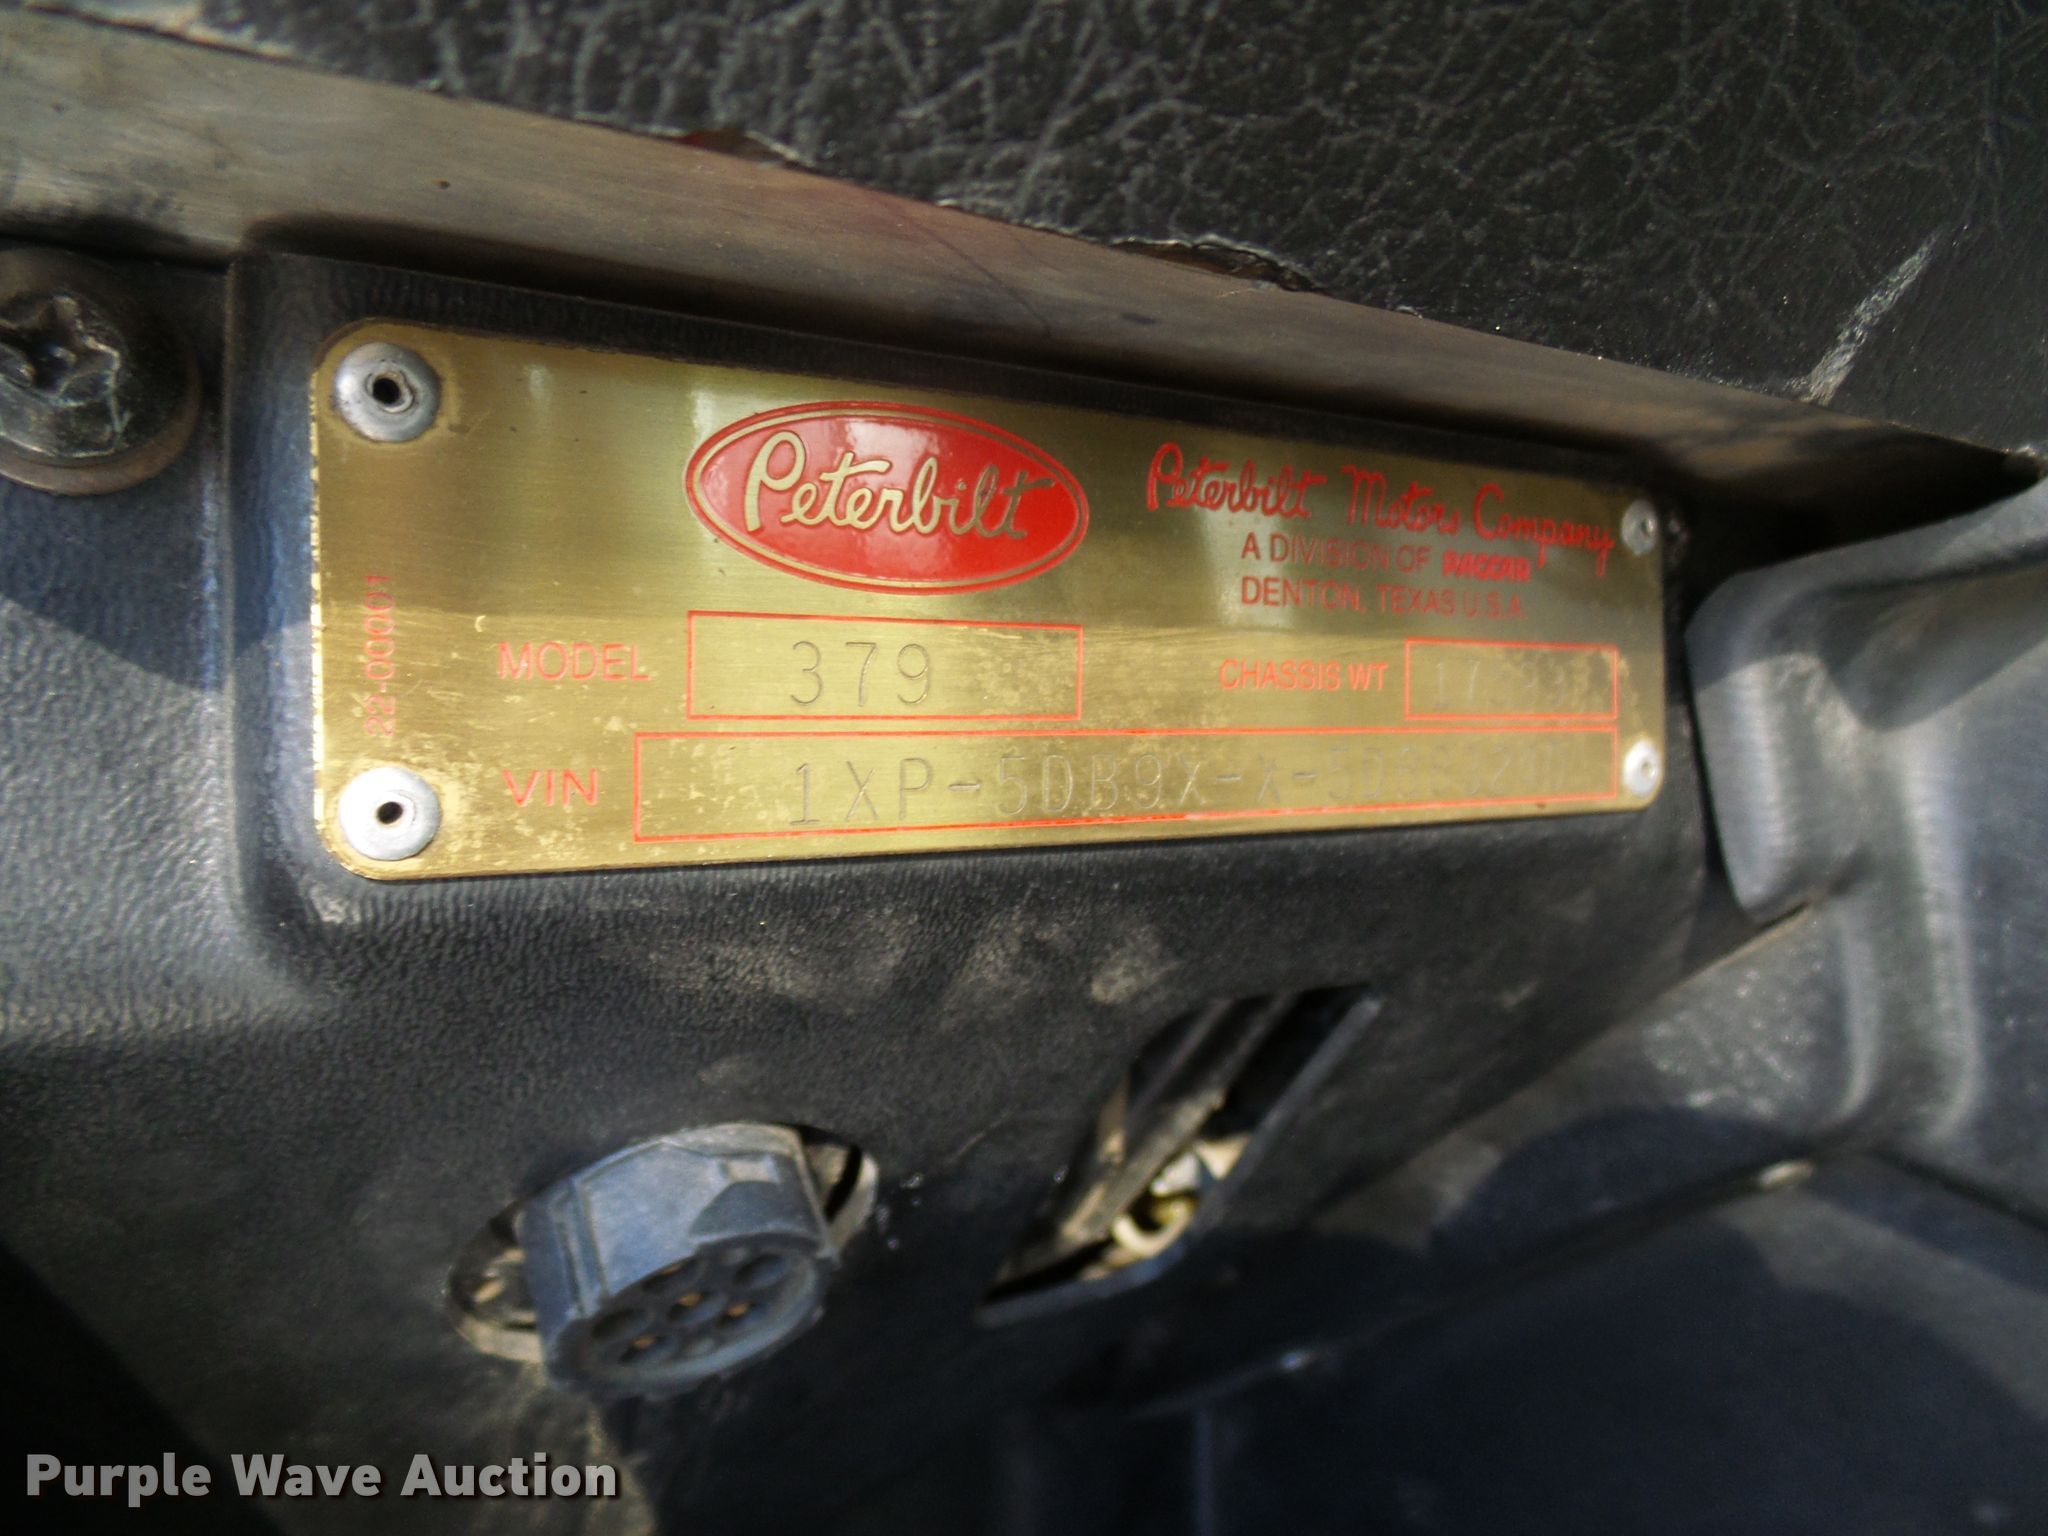 Peterbilt
Peterbilt Motors Company
A DIVISION OF PACCAR
DENTON, TEXAS U.S.A.
22-00001
MODEL 379
CHASSIS WT
VIN
Purple Wave Auction